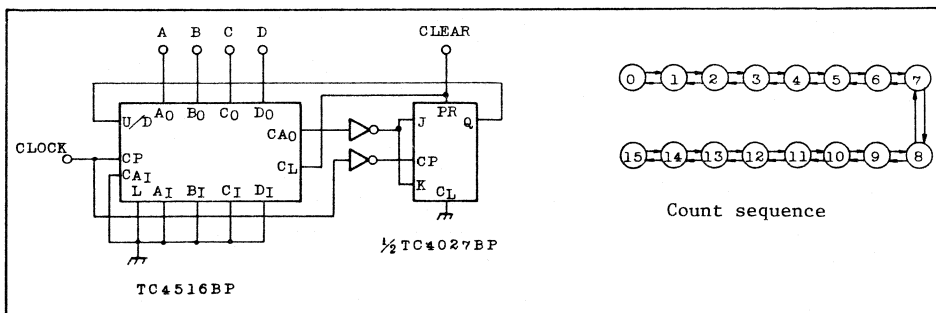 A B C D CLEAR
0 1 2 3 4 5 6 7
U/D A0 B0 C0 D0 CA0 PR J Q
CLOCK CP CL CP
CAI K
L AI BI CI DI CL
15 14 13 12 11 10 9 8
Count sequence
½TC4027BP
TC4516BP